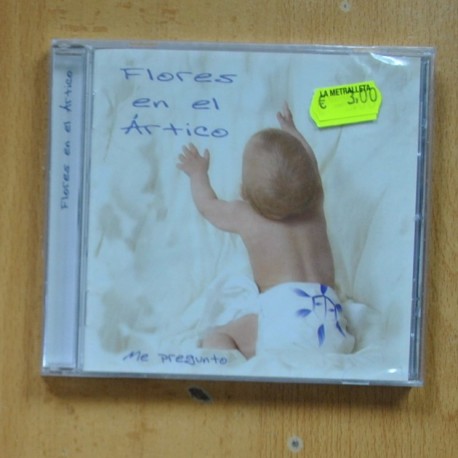 Flores
en el
Ártico
LA METRALLETA
€ 3,00
Me pregunto
Flores en el Ártico